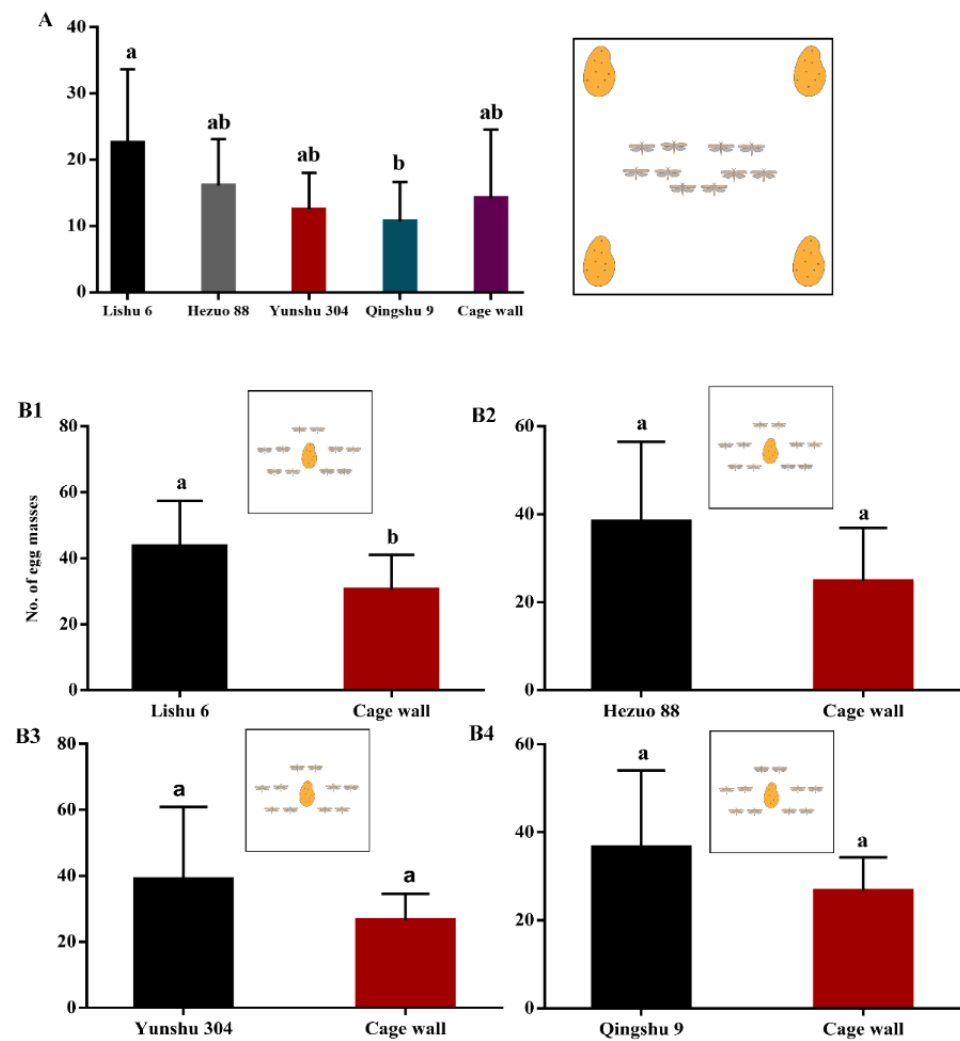 A
40
30
20
10
0
a
ab
ab
b
ab
Lishu 6
Hezuo 88
Yunshu 304
Qingshu 9
Cage wall
B1
No. of egg masses
80
60
40
20
0
a
b
Lishu 6
Cage wall
B2
60
40
20
0
a
a
Hezuo 88
Cage wall
B3
80
60
40
20
0
a
a
Yunshu 304
Cage wall
B4
60
40
20
0
a
a
Qingshu 9
Cage wall